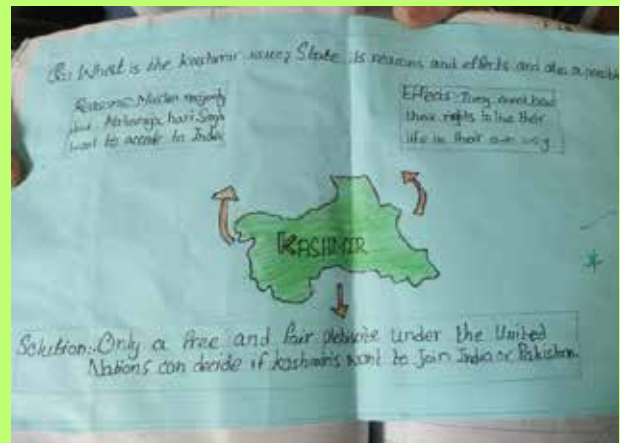 Q: What is the Kashmir issue? State its reasons and effects and also a possible
Reasons: Muslim majority
and Maharaja hari Singh
want to accede to India
Effects: They dont have
their rights to live their
life in their own way
KASHMIR
Solution:- Only a free and fair plebiscite under the United
Nations can decide if kashmiris want to join India or Pakistan.